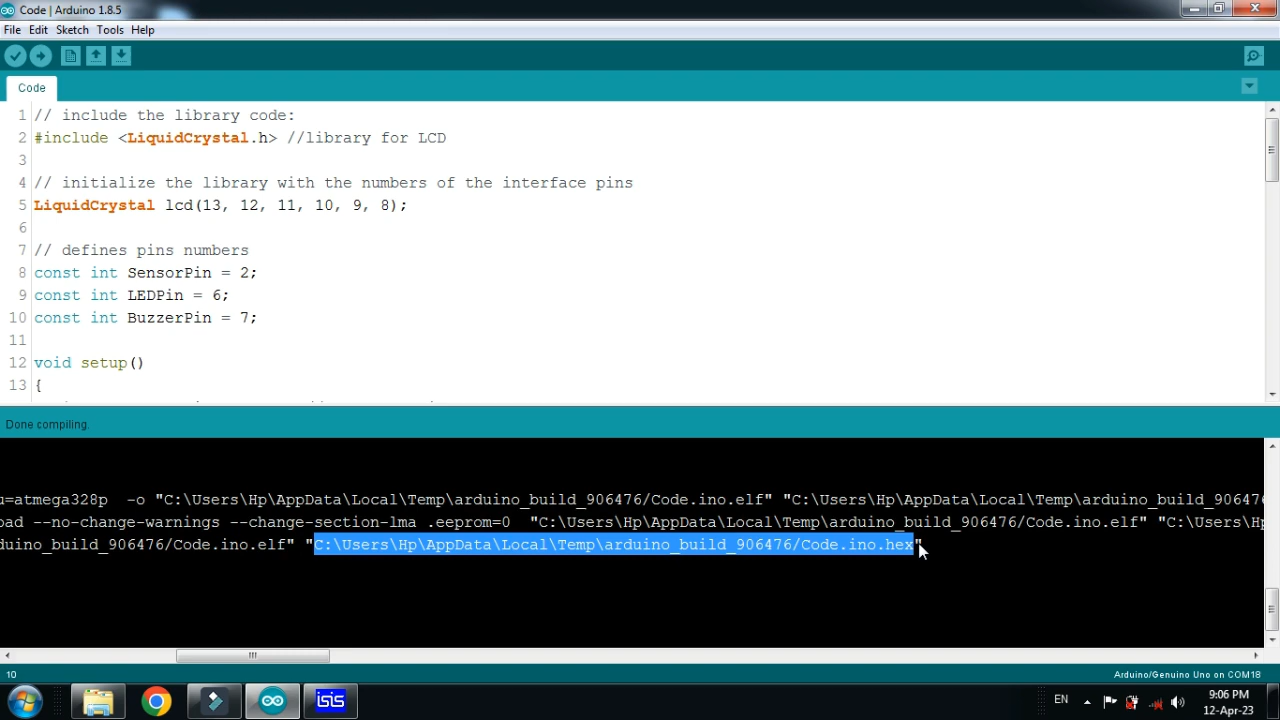 Code | Arduino 1.8.5
File Edit Sketch Tools Help
Code
1 // include the library code:
2 #include <LiquidCrystal.h> //library for LCD
3
4 // initialize the library with the numbers of the interface pins
5 LiquidCrystal lcd(13, 12, 11, 10, 9, 8);
6
7 // defines pins numbers
8 const int SensorPin = 2;
9 const int LEDPin = 6;
10 const int BuzzerPin = 7;
11
12 void setup()
13 {
Done compiling.
u=atmega328p  -o "C:\Users\Hp\AppData\Local\Temp\arduino_build_906476/Code.ino.elf" "C:\Users\Hp\AppData\Local\Temp\arduino_build_90647
oad --no-change-warnings --change-section-lma .eeprom=0  "C:\Users\Hp\AppData\Local\Temp\arduino_build_906476/Code.ino.elf" "C:\Users\H
duino_build_906476/Code.ino.elf" "C:\Users\Hp\AppData\Local\Temp\arduino_build_906476/Code.ino.hex"
10 Arduino/Genuino Uno on COM18
isis EN 9:06 PM
12-Apr-23